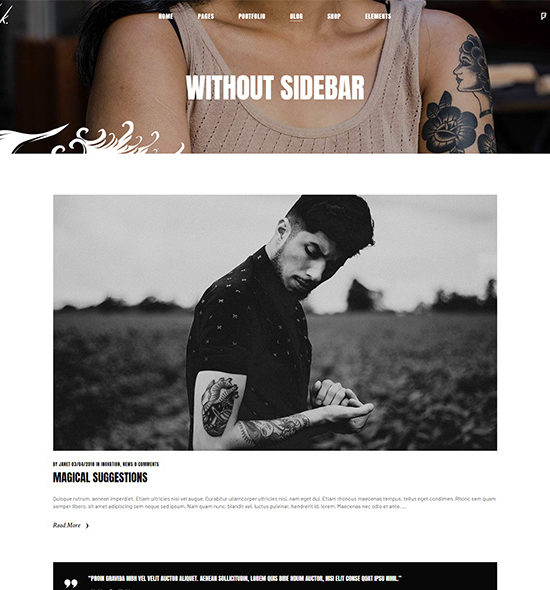 k.
HOME PAGES PORTFOLIO BLOG SHOP ELEMENTS
WITHOUT SIDEBAR
BY JANET 03/04/2018 IN INOVATION, NEWS 0 COMMENTS
MAGICAL SUGGESTIONS
Quisque rutrum, aenean imperdiet. Etiam ultricies nisi vel augue. Curabitur ullamcorper ultricies nisi, nam eget dui. Etiam rhoncus maecenas tempus, tellus eget condimen. Rhonc sem quam
semper libero, sit amet adipiscing sem neque sed ipsum. Nam quam nunc, blandit vel, luctus pulvinar, hendrerit id, lorem. Maecenas nec odio et ante. ...
Read More
"PROIN GRAVIDA NIBH VEL VELIT AUCTOR ALIQUET. AENEAN SOLLICITUDIN, LOREM QUIS BIBE NDUM AUCTOR, NISI ELIT CONSE QUAT IPSU NIHI.."